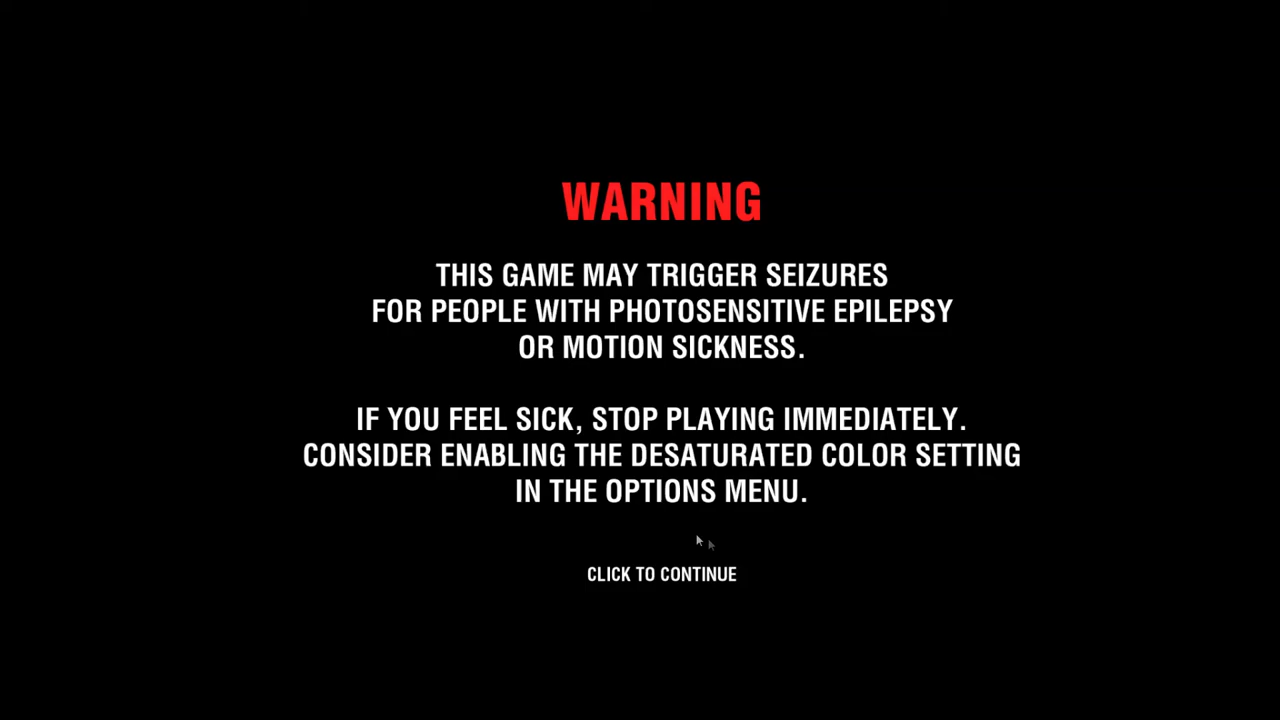 WARNING
THIS GAME MAY TRIGGER SEIZURES
FOR PEOPLE WITH PHOTOSENSITIVE EPILEPSY
OR MOTION SICKNESS.
IF YOU FEEL SICK, STOP PLAYING IMMEDIATELY.
CONSIDER ENABLING THE DESATURATED COLOR SETTING
IN THE OPTIONS MENU.
CLICK TO CONTINUE